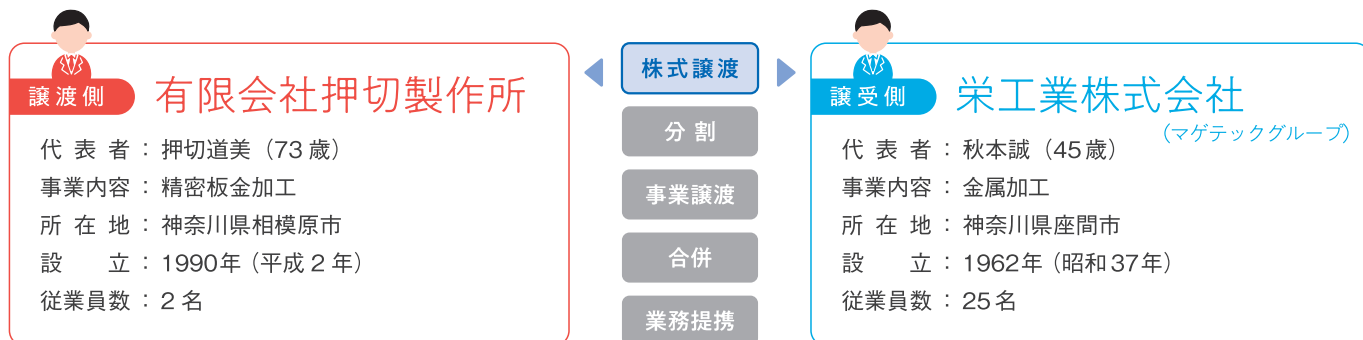 譲渡側
有限会社押切製作所
代表者：押切道美（73歳）
事業内容：精密板金加工
所在地：神奈川県相模原市
設立：1990年（平成2年）
従業員数：2名
株式譲渡
分割
事業譲渡
合併
業務提携
譲受側
栄工業株式会社
（マゲテックグループ）
代表者：秋本誠（45歳）
事業内容：金属加工
所在地：神奈川県座間市
設立：1962年（昭和37年）
従業員数：25名